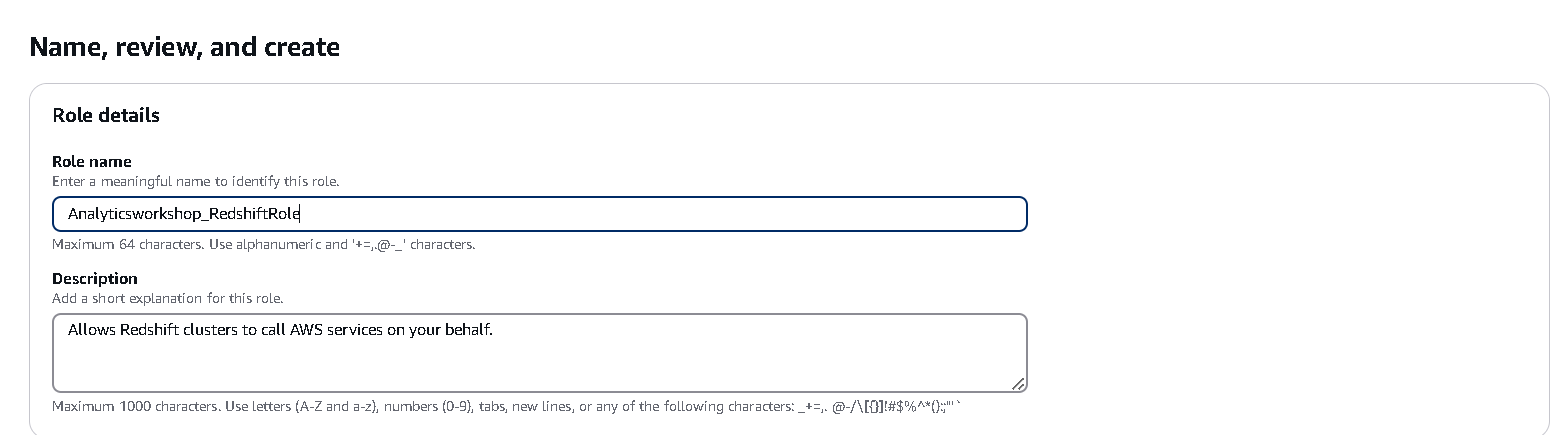 Name, review, and create
Role details
Role name
Enter a meaningful name to identify this role.
Analyticsworkshop_RedshiftRole
Maximum 64 characters. Use alphanumeric and '+=,.@-_' characters.
Description
Add a short explanation for this role.
Allows Redshift clusters to call AWS services on your behalf.
Maximum 1000 characters. Use letters (A-Z and a-z), numbers (0-9), tabs, new lines, or any of the following characters: _+=,. @-/\[{}]!#$%^*();:'"`